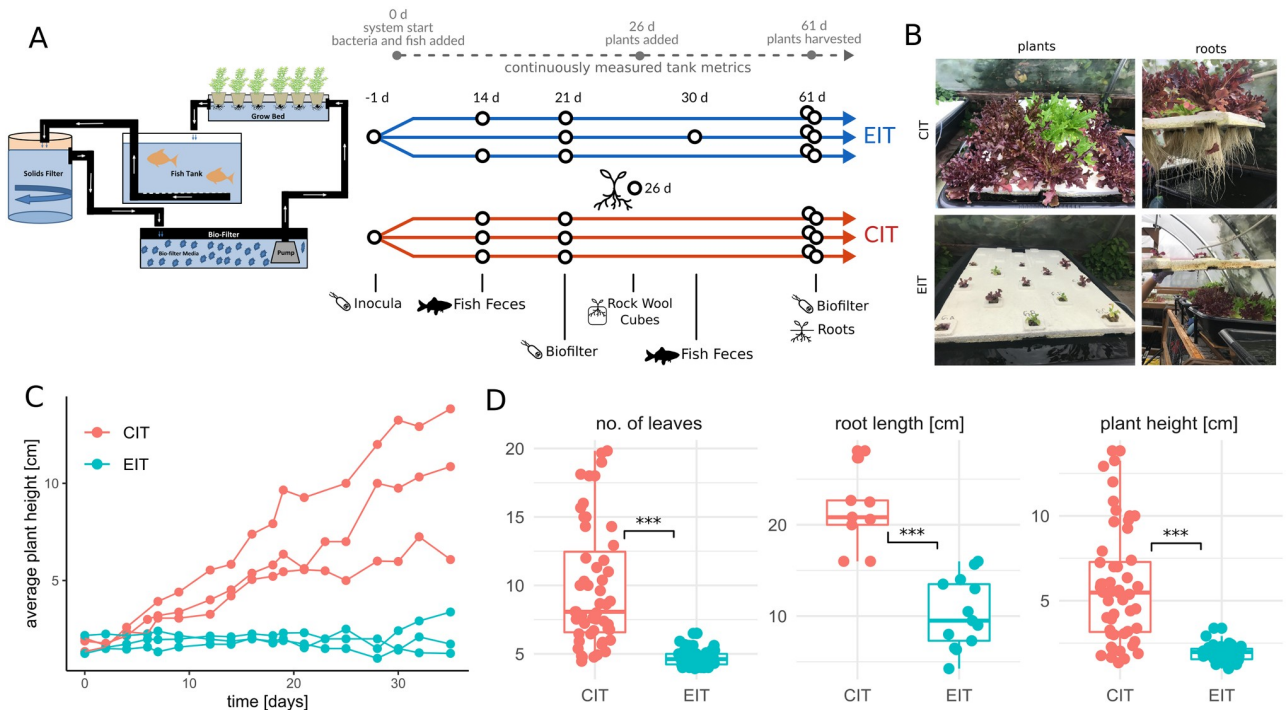 A
0 d
system start
bacteria and fish added
26 d
plants added
61 d
plants harvested
continuously measured tank metrics
Grow Bed
Solids Filter
Fish Tank
Bio-Filter
Bio-filter Media
Pump
-1 d
14 d
21 d
30 d
61 d
EIT
26 d
CIT
Inocula
Fish Feces
Biofilter
Rock Wool
Cubes
Fish Feces
Biofilter
Roots
B
plants
roots
CIT
EIT
C
CIT
EIT
average plant height [cm]
10
5
0
10
20
30
time [days]
D
no. of leaves
20
15
10
5
***
CIT
EIT
root length [cm]
20
10
***
CIT
EIT
plant height [cm]
10
5
***
CIT
EIT